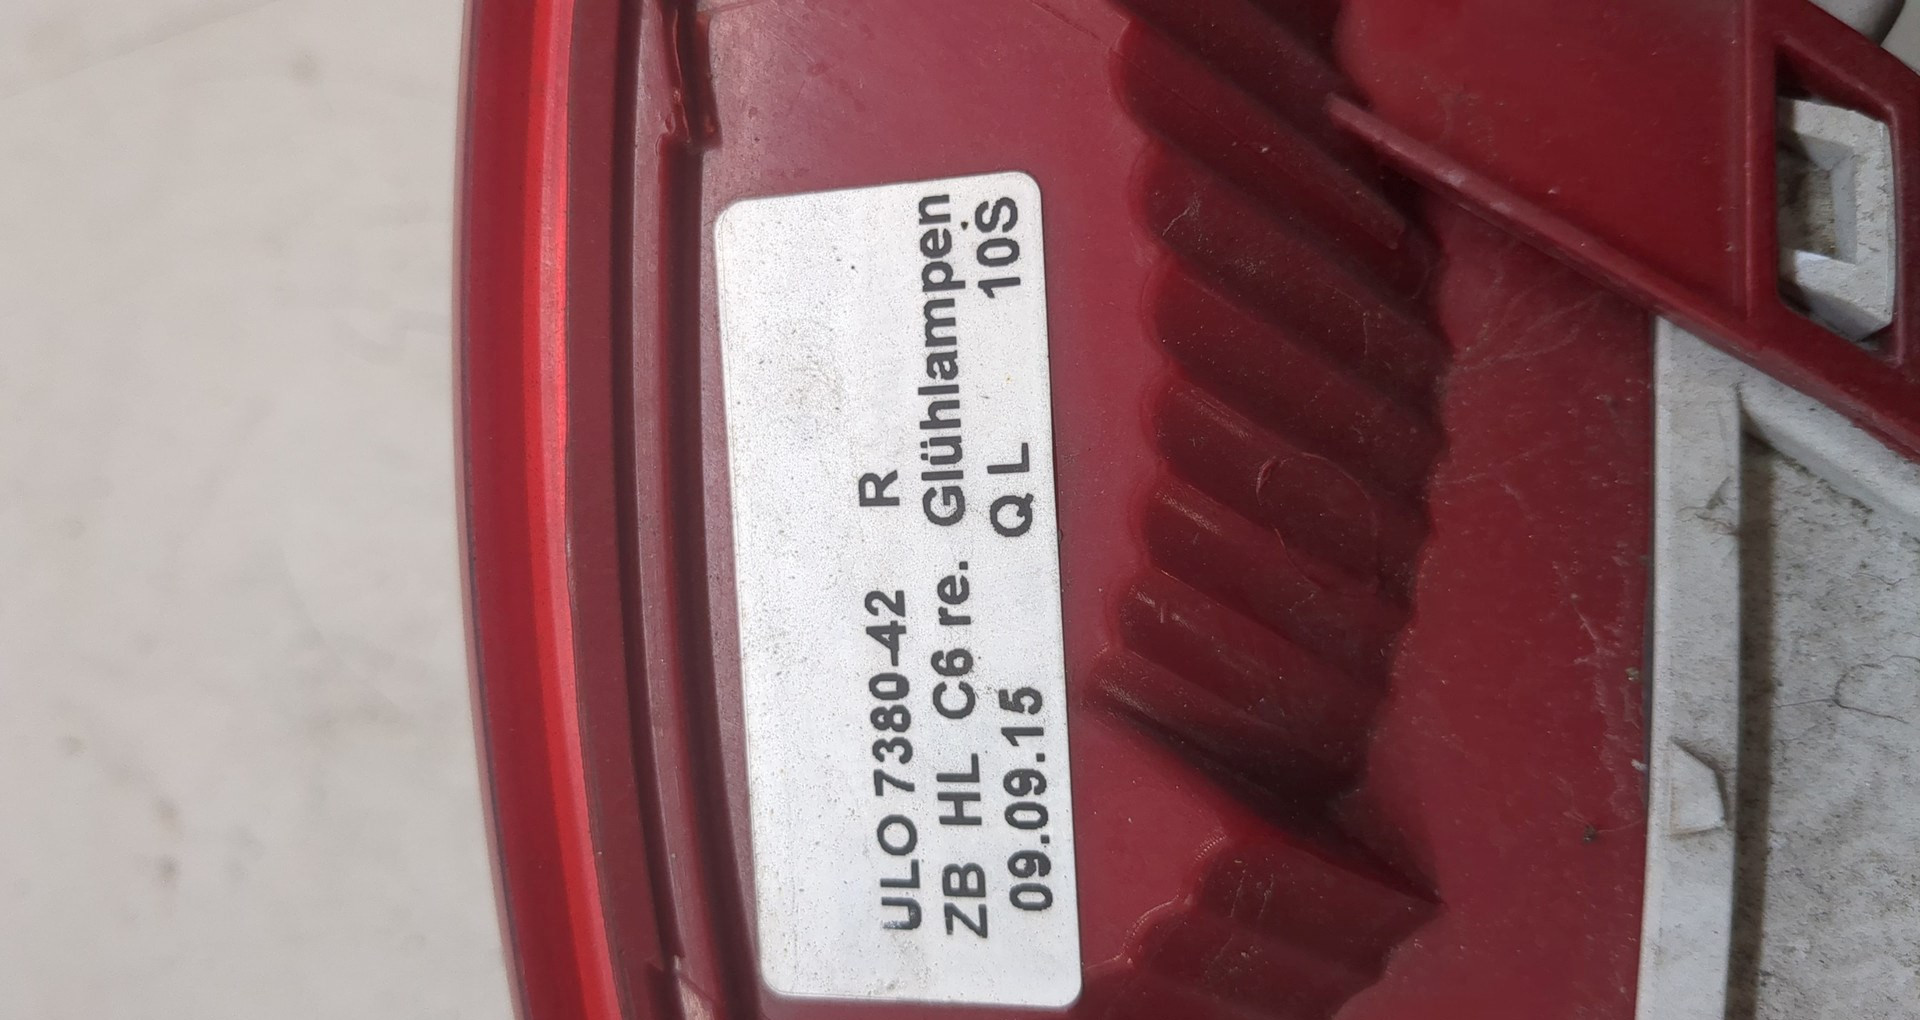 ULO 7380-42 R
ZB HL C6 re. Glühlampen
09.09.15 Q L 10S